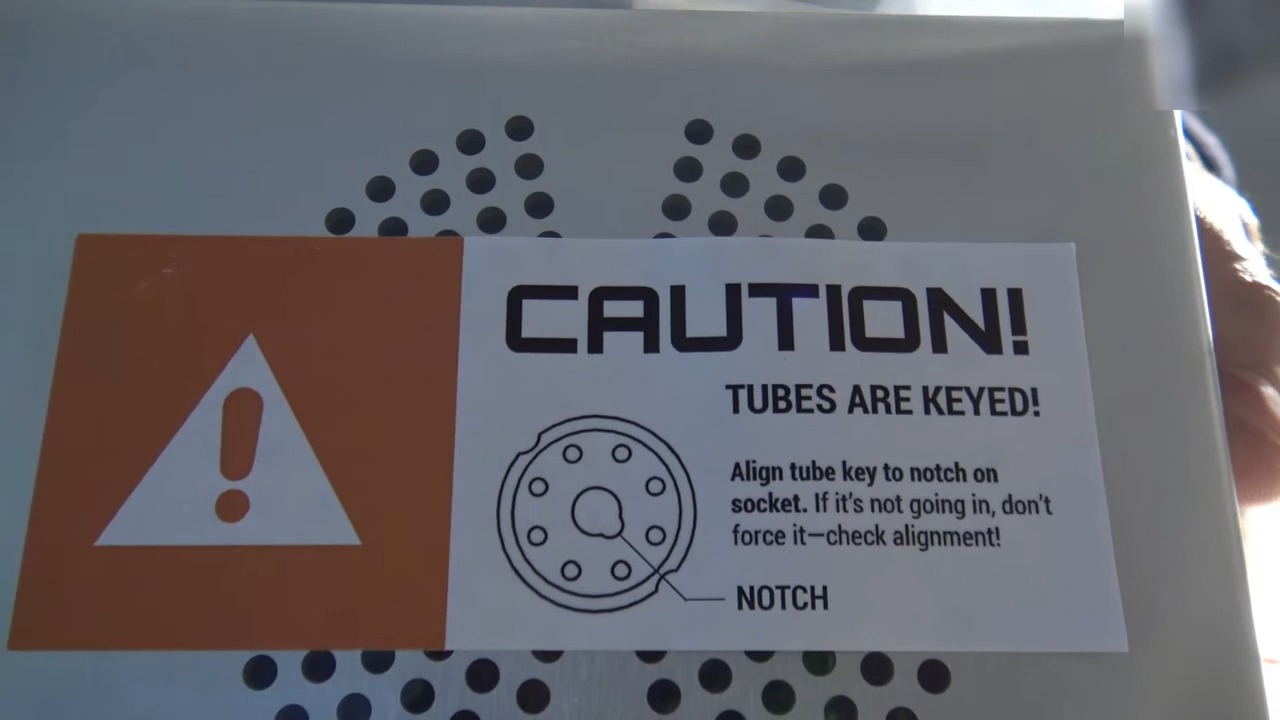 CAUTION!
TUBES ARE KEYED!
Align tube key to notch on
socket. If it's not going in, don't
force it—check alignment!
NOTCH